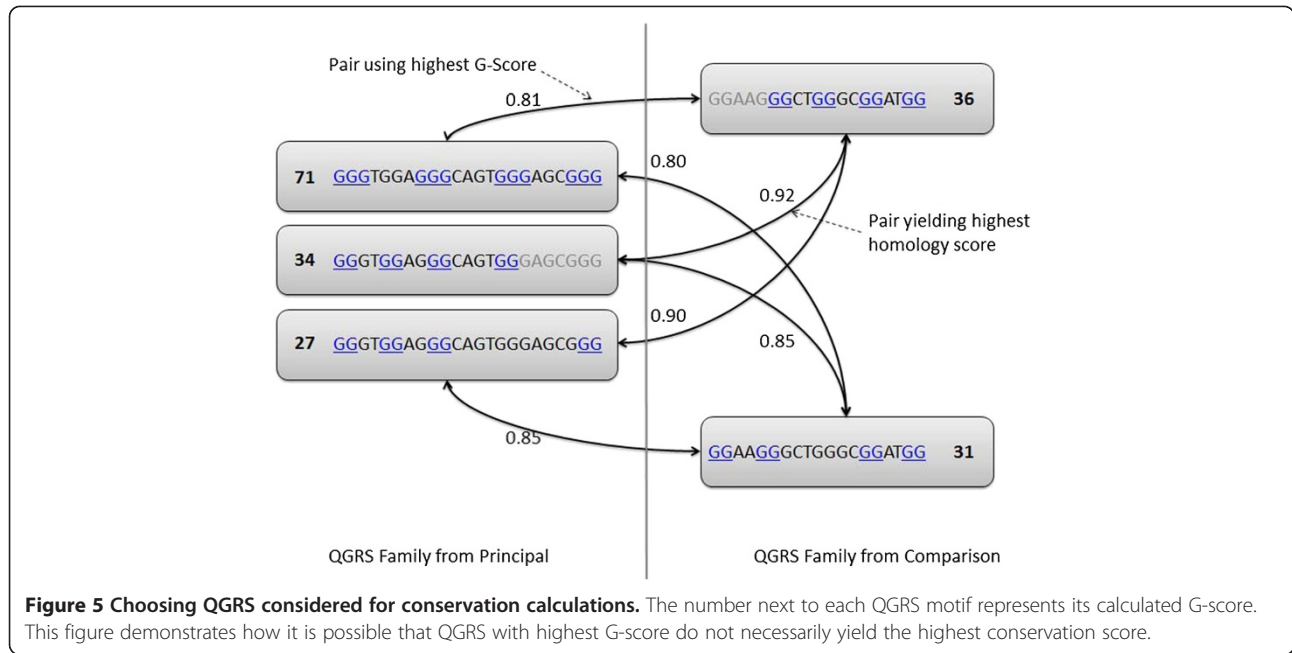 Pair using highest G-Score
0.81
GGAAGGGCTGGGCGGATGG 36
71 GGGTGGAGGGCAGTGGGAGCGGG
0.80
0.92
Pair yielding highest
homology score
34 GGGTGGAGGGCAGTGGGAGCGGG
27 GGGTGGAGGGCAGTGGGAGCGGG
0.90
0.85
0.85
GGAAGGGCTGGGCGGATGG 31
QGRS Family from Principal
QGRS Family from Comparison
Figure 5 Choosing QGRS considered for conservation calculations. The number next to each QGRS motif represents its calculated G-score.
This figure demonstrates how it is possible that QGRS with highest G-score do not necessarily yield the highest conservation score.